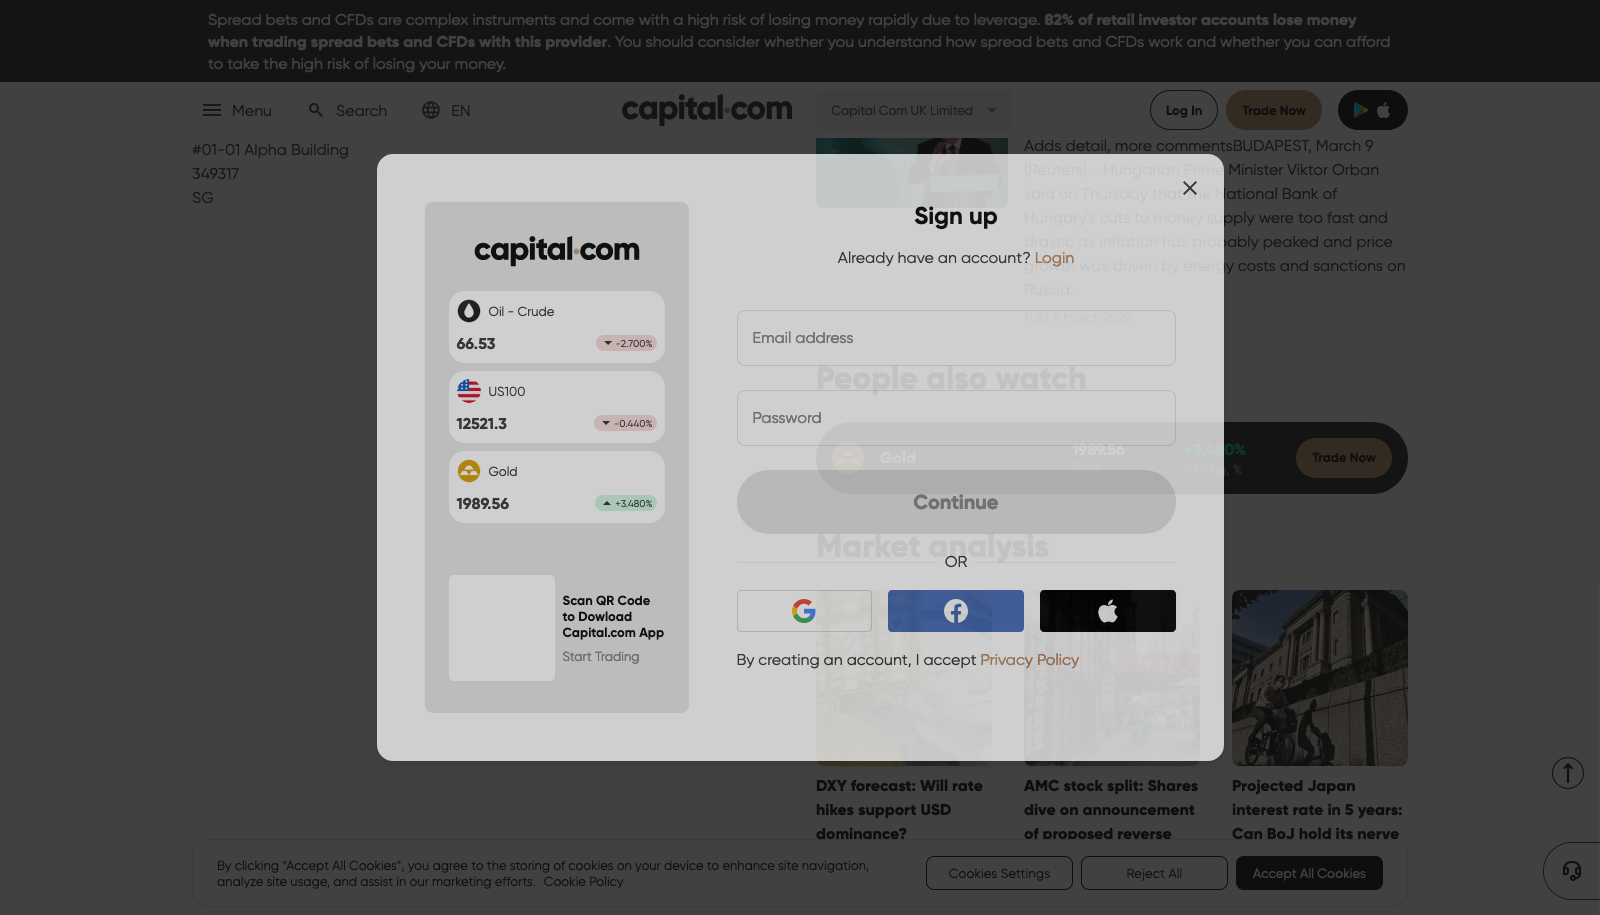 Spread bets and CFDs are complex instruments and come with a high risk of losing money rapidly due to leverage. 82% of retail investor accounts lose money
when trading spread bets and CFDs with this provider. You should consider whether you understand how spread bets and CFDs work and whether you can afford
to take the high risk of losing your money.
Menu
Search
EN
capital.com
Capital Com UK Limited
Log In
Trade Now
#01-01 Alpha Building
349317
SG
Adds detail, more commentsBUDAPEST, March 9
(Reuters) - Hungarian Prime Minister Viktor Orban
said on Thursday that the National Bank of
Hungary's cuts to money supply were too fast and
drastic as inflation has probably peaked and price
growth was driven by energy costs and sanctions on
Russia.
11:37, 9 March 2023
capital.com
Oil - Crude
66.53
-2.700%
US100
12521.3
-0.440%
Gold
1989.56
+3.480%
Scan QR Code
to Dowload
Capital.com App
Start Trading
Sign up
Already have an account? Login
Email address
Password
Continue
OR
By creating an account, I accept Privacy Policy
People also watch
Gold
1989.56
Price
+3.480%
Trade Now
Market analysis
DXY forecast: Will rate
hikes support USD
dominance?
AMC stock split: Shares
dive on announcement
of proposed reverse
Projected Japan
interest rate in 5 years:
Can BoJ hold its nerve
By clicking “Accept All Cookies”, you agree to the storing of cookies on your device to enhance site navigation,
analyze site usage, and assist in our marketing efforts. Cookie Policy
Cookies Settings
Reject All
Accept All Cookies